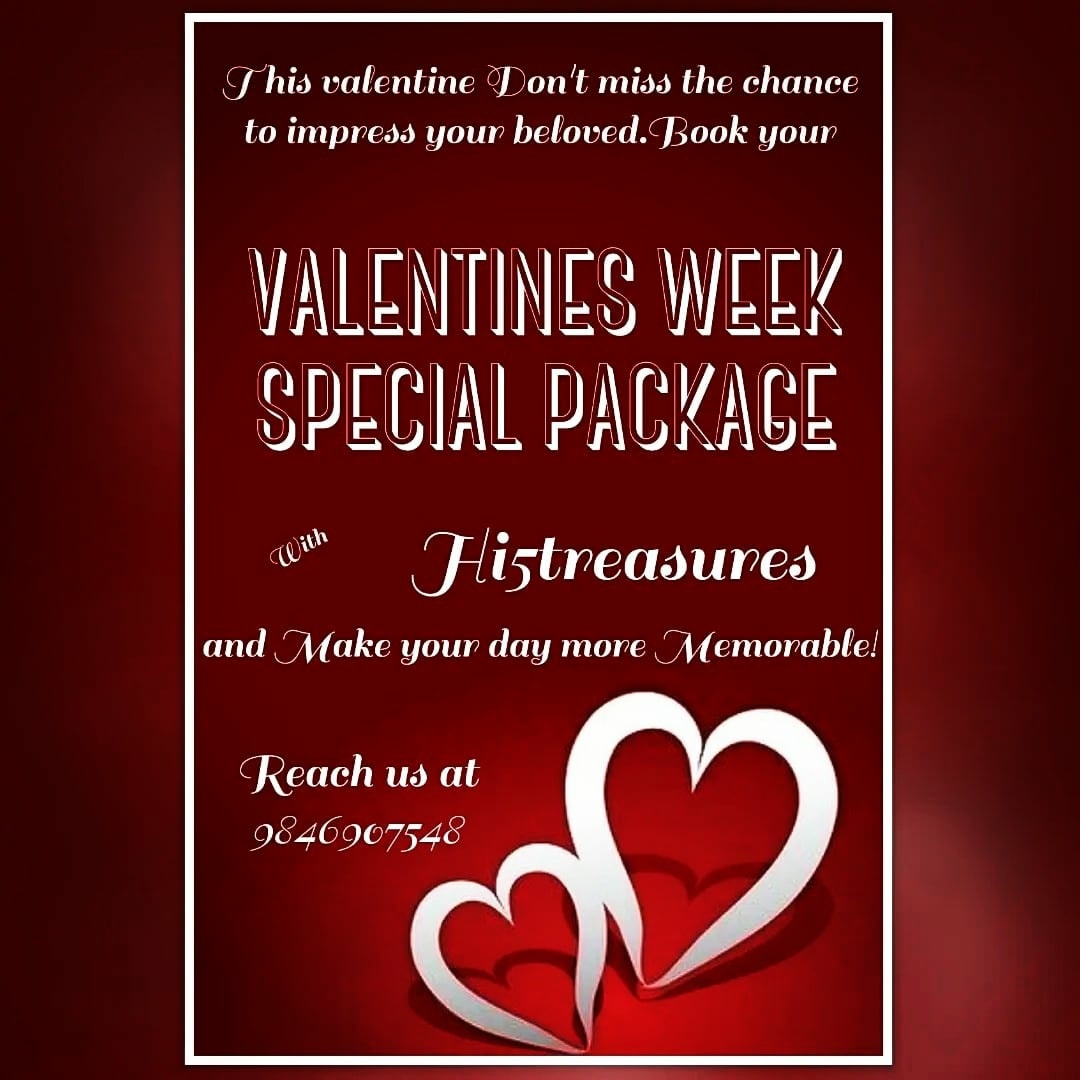 This valentine Don't miss the chance
to impress your beloved.Book your
VALENTINES WEEK
SPECIAL PACKAGE
With Hi5treasures
and Make your day more Memorable!
Reach us at
9846907548